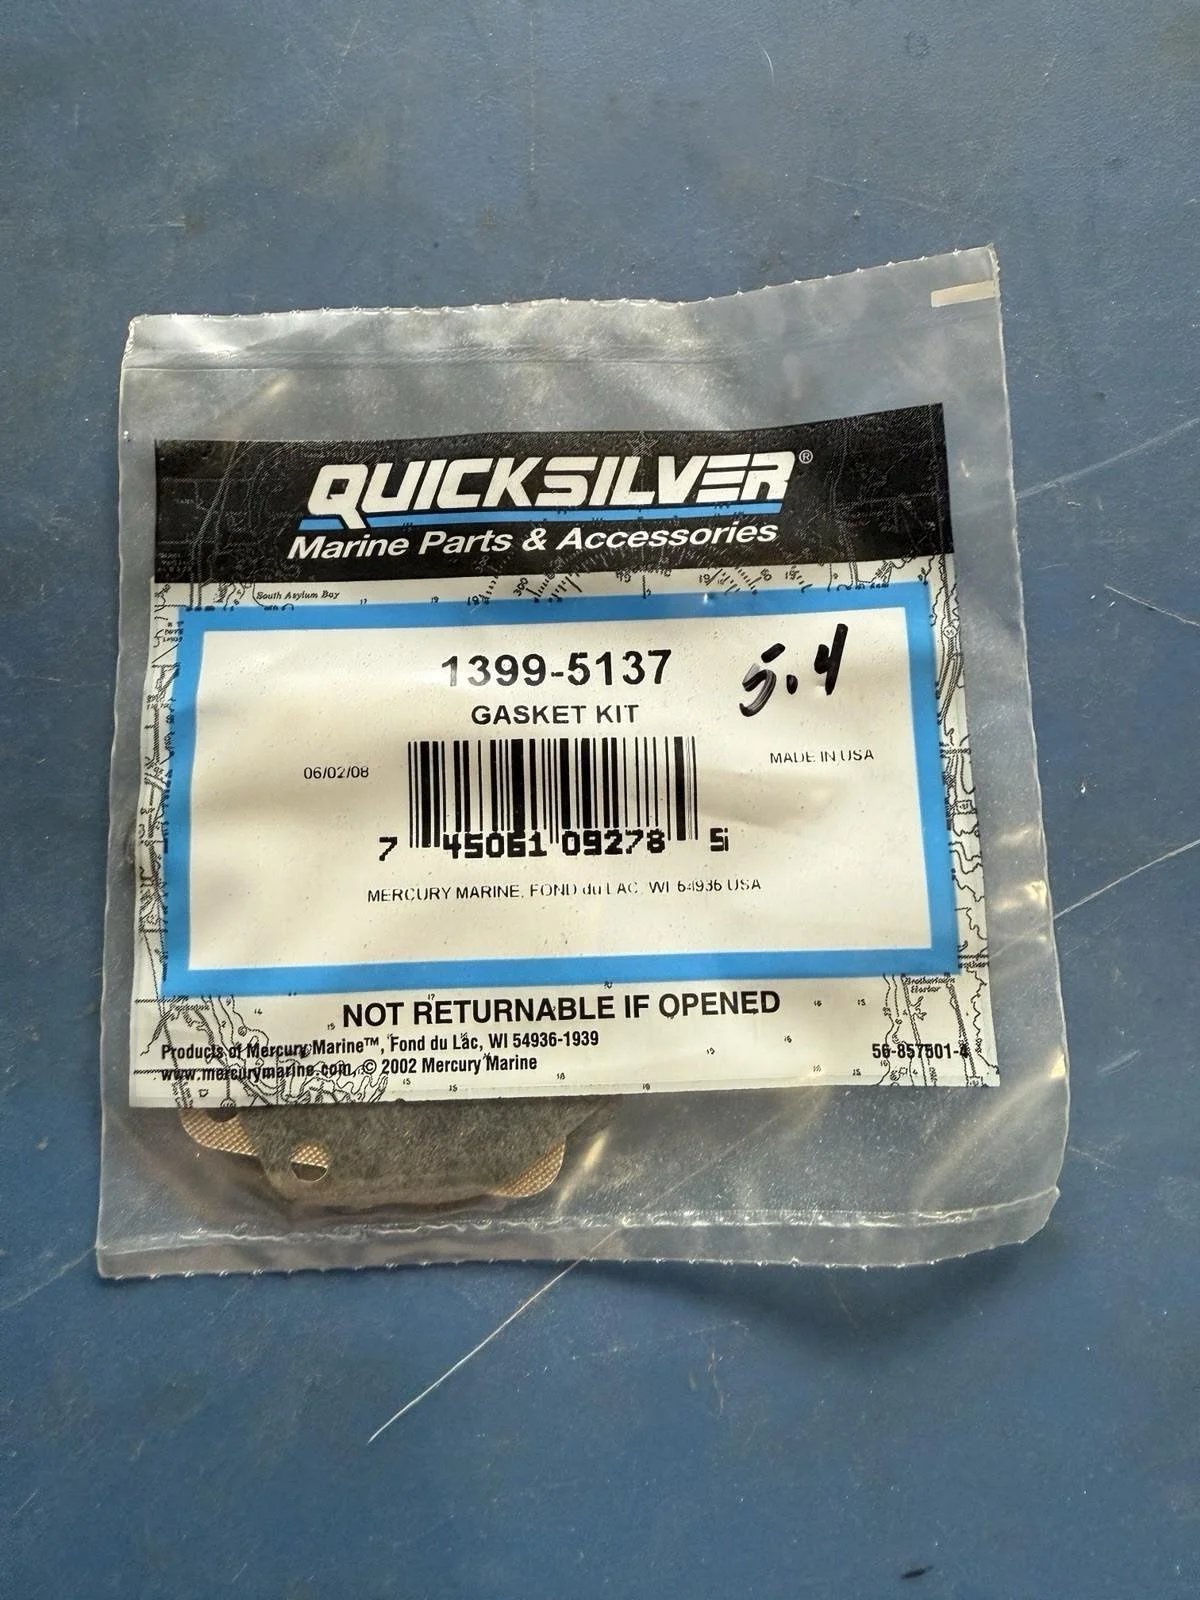 QUICKSILVER®
Marine Parts & Accessories
South Asylum Bay
1399-5137
5.4
GASKET KIT
06/02/08
MADE IN USA
7 45061 09278 5
MERCURY MARINE, FOND du LAC, WI 54936 USA
NOT RETURNABLE IF OPENED
Products of Mercury Marine™, Fond du Lac, WI 54936-1939
www.mercurymarine.com, © 2002 Mercury Marine
56-857501-4
Brothertown
Harbor